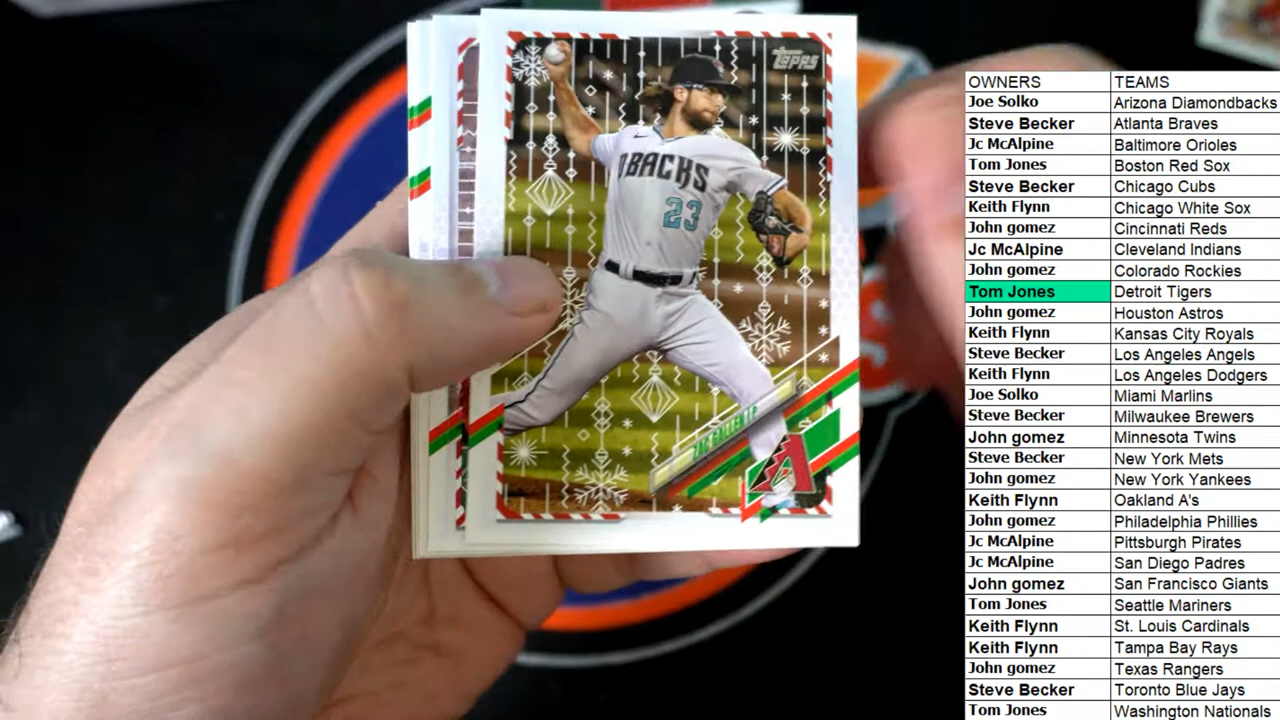 TOPPS
DBACKS
23
ZAC GALLEN | P
OWNERS TEAMS
Joe Solko Arizona Diamondbacks
Steve Becker Atlanta Braves
Jc McAlpine Baltimore Orioles
Tom Jones Boston Red Sox
Steve Becker Chicago Cubs
Keith Flynn Chicago White Sox
John gomez Cincinnati Reds
Jc McAlpine Cleveland Indians
John gomez Colorado Rockies
Tom Jones Detroit Tigers
John gomez Houston Astros
Keith Flynn Kansas City Royals
Steve Becker Los Angeles Angels
Keith Flynn Los Angeles Dodgers
Joe Solko Miami Marlins
Steve Becker Milwaukee Brewers
John gomez Minnesota Twins
Steve Becker New York Mets
John gomez New York Yankees
Keith Flynn Oakland A's
John gomez Philadelphia Phillies
Jc McAlpine Pittsburgh Pirates
Jc McAlpine San Diego Padres
John gomez San Francisco Giants
Tom Jones Seattle Mariners
Keith Flynn St. Louis Cardinals
Keith Flynn Tampa Bay Rays
John gomez Texas Rangers
Steve Becker Toronto Blue Jays
Tom Jones Washington Nationals